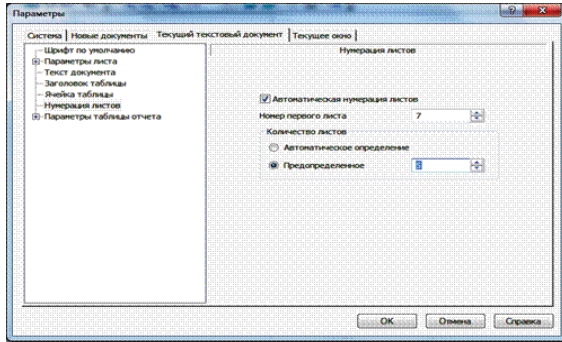 Параметры
Система Новые документы Текущий текстовый документ Текущее окно
Шрифт по умолчанию
Параметры листа
Текст документа
Заголовок таблицы
Ячейка таблицы
Нумерация листов
Параметры таблицы отчета
Нумерация листов
Автоматическая нумерация листов
Номер первого листа 7
Количество листов
Автоматическое определение
Предопределенное 5
OK Отмена Справка